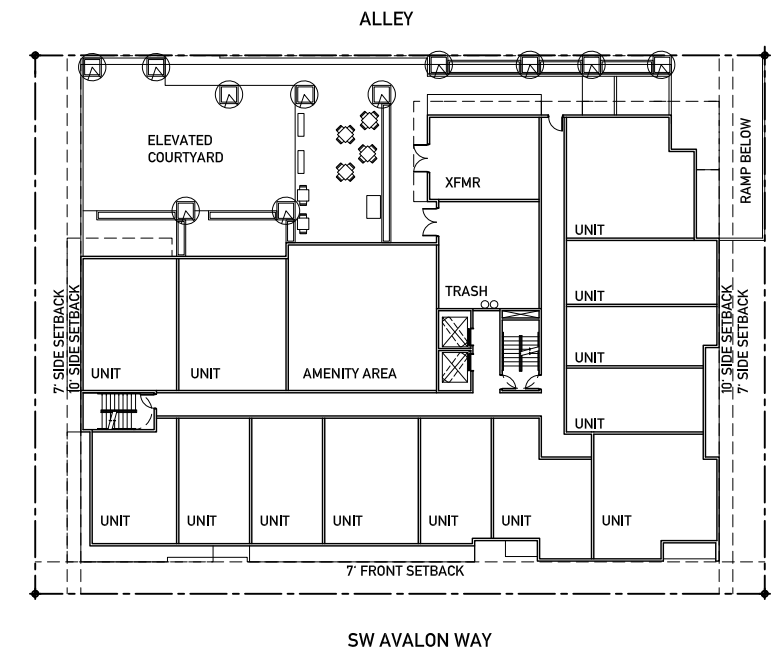 ALLEY
ELEVATED
COURTYARD
RAMP BELOW
XFMR
UNIT
TRASH
UNIT
7' SIDE SETBACK
10' SIDE SETBACK
UNIT
UNIT
AMENITY AREA
UNIT
10' SIDE SETBACK
7' SIDE SETBACK
UNIT
UNIT
UNIT
UNIT
UNIT
UNIT
UNIT
UNIT
7' FRONT SETBACK
SW AVALON WAY